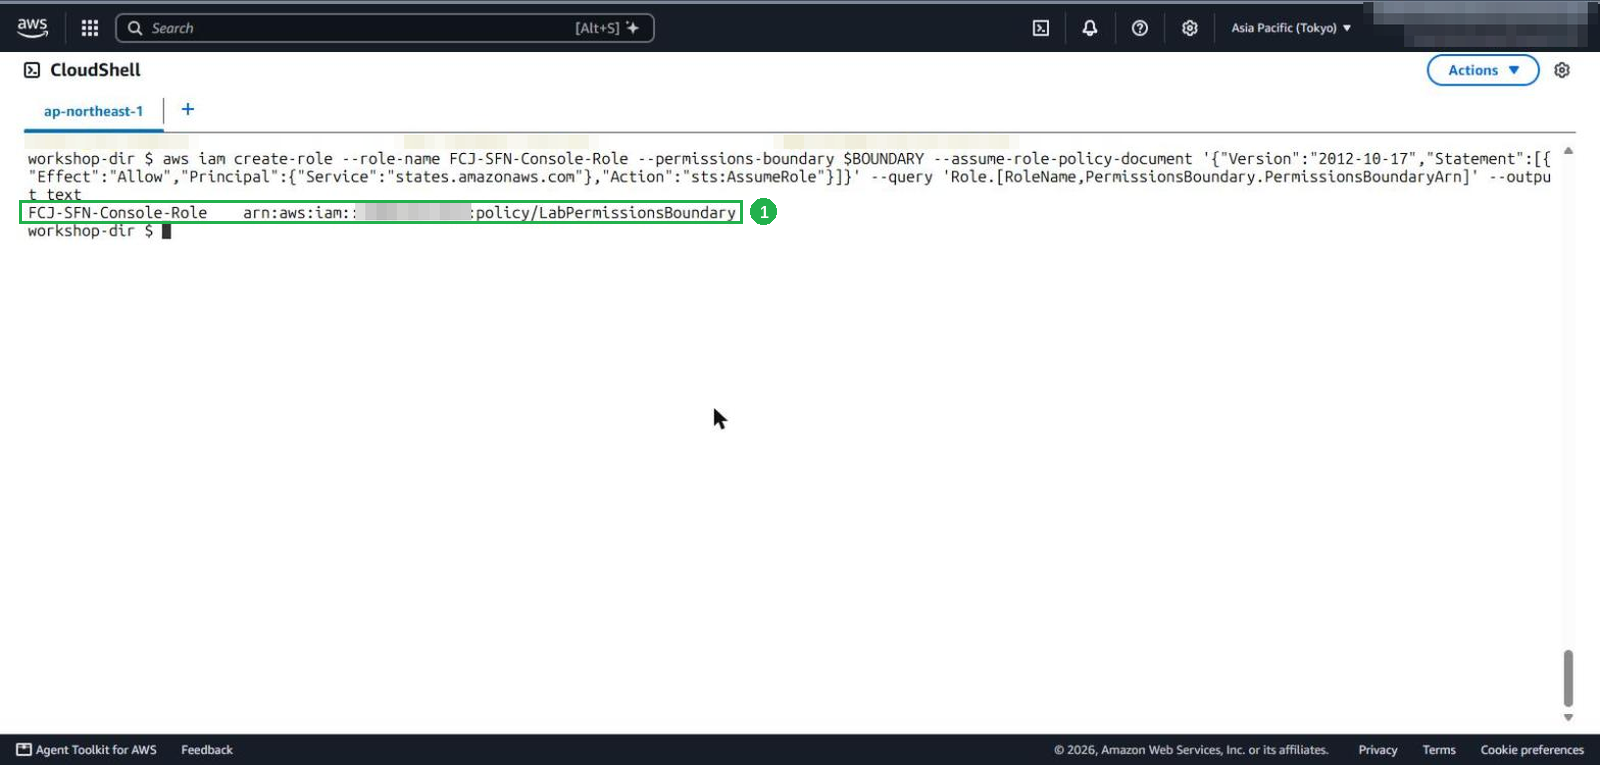 aws
Search [Alt+S]
Asia Pacific (Tokyo)
CloudShell
Actions
ap-northeast-1 +
workshop-dir $ aws iam create-role --role-name FCJ-SFN-Console-Role --permissions-boundary $BOUNDARY --assume-role-policy-document '{"Version":"2012-10-17","Statement":[{
"Effect":"Allow","Principal":{"Service":"states.amazonaws.com"},"Action":"sts:AssumeRole"}]}' --query 'Role.[RoleName,PermissionsBoundary.PermissionsBoundaryArn]' --outpu
t text
FCJ-SFN-Console-Role arn:aws:iam:: :policy/LabPermissionsBoundary 1
workshop-dir $
Agent Toolkit for AWS Feedback © 2026, Amazon Web Services, Inc. or its affiliates. Privacy Terms Cookie preferences